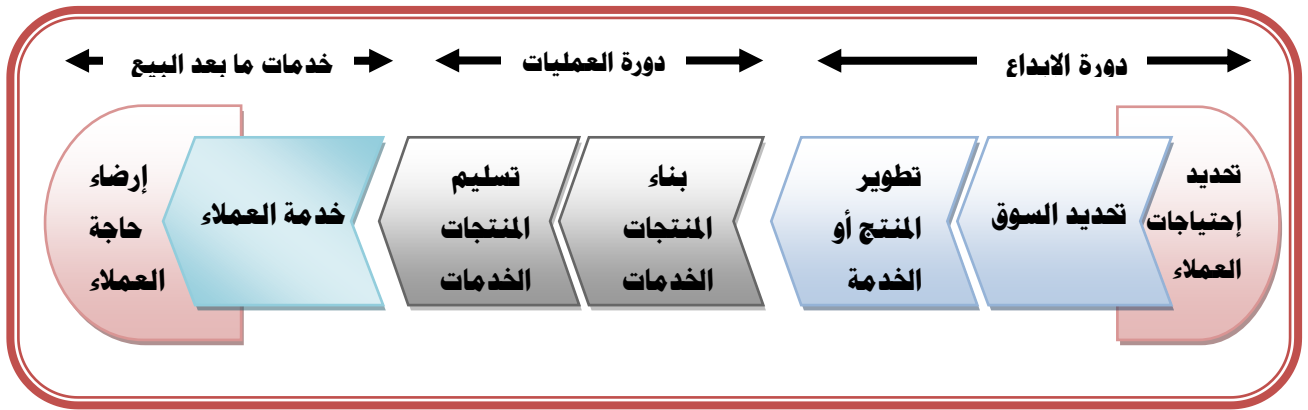 دورة الابداع
دورة العمليات
خدمات ما بعد البيع
تحديد
إحتياجات
العملاء
تحديد السوق
تطوير
المنتج أو
الخدمة
بناء
المنتجات
الخدمات
تسليم
المنتجات
الخدمات
خدمة العملاء
إرضاء
حاجة
العملاء